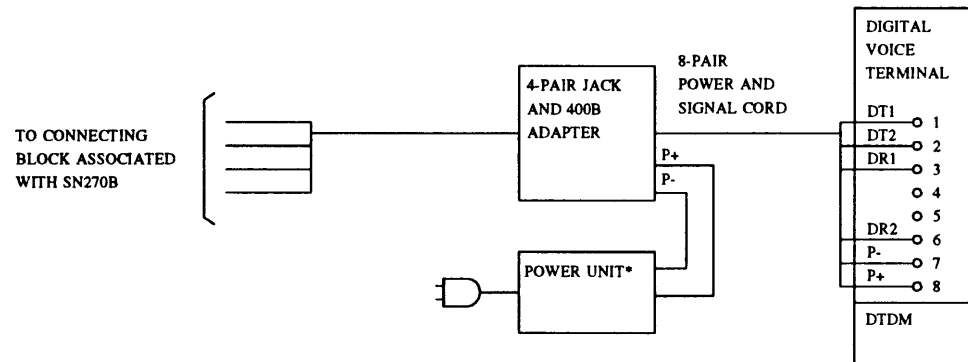 TO CONNECTING
BLOCK ASSOCIATED
WITH SN270B
4-PAIR JACK
AND 400B
ADAPTER
P+
P-
POWER UNIT*
8-PAIR
POWER AND
SIGNAL CORD
DIGITAL
VOICE
TERMINAL
DT1 1
DT2 2
DR1 3
4
5
DR2 6
P- 7
P+ 8
DTDM